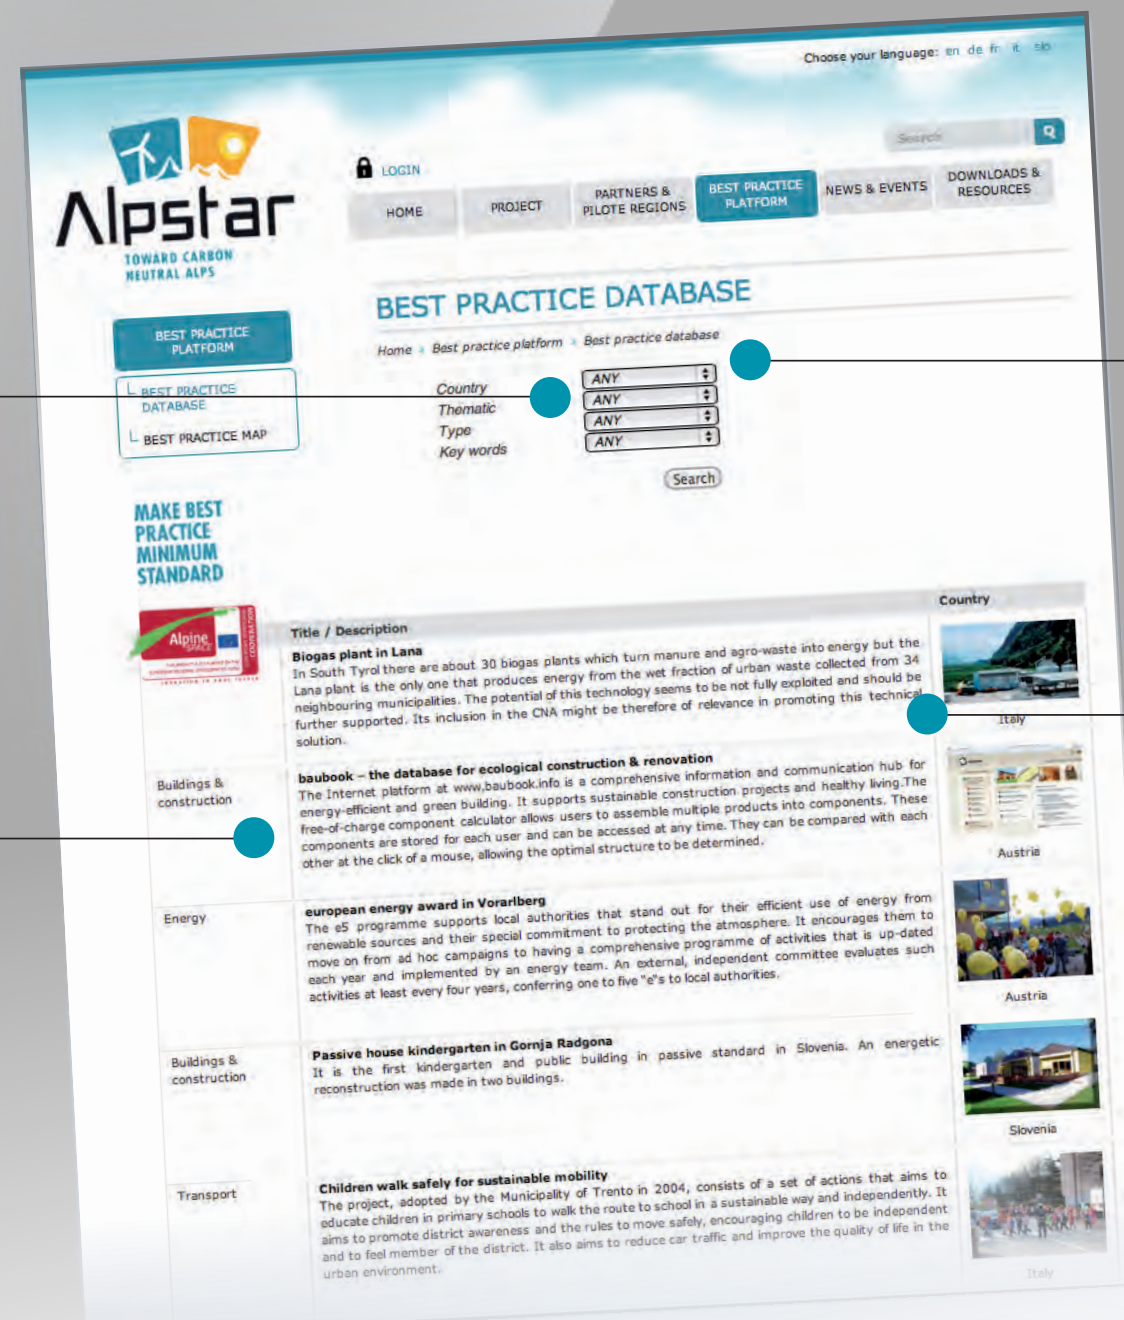 Choose your language: en de fr it slo
Search
LOGIN
HOME
PROJECT
PARTNERS &
PILOTE REGIONS
BEST PRACTICE
PLATFORM
NEWS & EVENTS
DOWNLOADS &
RESOURCES
Alpstar
TOWARD CARBON
NEUTRAL ALPS
BEST PRACTICE
PLATFORM
BEST PRACTICE
DATABASE
BEST PRACTICE MAP
MAKE BEST
PRACTICE
MINIMUM
STANDARD
Alpine
SPACE
BEST PRACTICE DATABASE
Home » Best practice platform » Best practice database
Country ANY
Thematic ANY
Type ANY
Key words ANY
Search
Title / Description
Country
Biogas plant in Lana
In South Tyrol there are about 30 biogas plants which turn manure and agro-waste into energy but the
Lana plant is the only one that produces energy from the wet fraction of urban waste collected from 34
neighbouring municipalities. The potential of this technology seems to be not fully exploited and should be
further supported. Its inclusion in the CNA might be therefore of relevance in promoting this technical
solution.
Italy
Buildings &
construction
baubook – the database for ecological construction & renovation
The Internet platform at www.baubook.info is a comprehensive information and communication hub for
energy-efficient and green building. It supports sustainable construction projects and healthy living.The
free-of-charge component calculator allows users to assemble multiple products into components. These
components are stored for each user and can be accessed at any time. They can be compared with each
other at the click of a mouse, allowing the optimal structure to be determined.
Austria
Energy
european energy award in Vorarlberg
The e5 programme supports local authorities that stand out for their efficient use of energy from
renewable sources and their special commitment to protecting the atmosphere. It encourages them to
move on from ad hoc campaigns to having a comprehensive programme of activities that is up-dated
each year and implemented by an energy team. An external, independent committee evaluates such
activities at least every four years, conferring one to five "e"s to local authorities.
Austria
Buildings &
construction
Passive house kindergarten in Gornja Radgona
It is the first kindergarten and public building in passive standard in Slovenia. An energetic
reconstruction was made in two buildings.
Slovenia
Transport
Children walk safely for sustainable mobility
The project, adopted by the Municipality of Trento in 2004, consists of a set of actions that aims to
educate children in primary schools to walk the route to school in a sustainable way and independently. It
aims to promote district awareness and the rules to move safely, encouraging children to be independent
and to feel member of the district. It also aims to reduce car traffic and improve the quality of life in the
urban environment.
Italy